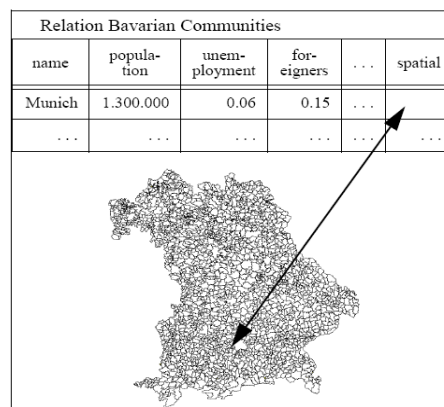 Relation Bavarian Communities
name popula- unem- for- . . . spatial
tion ployment eigners
Munich 1.300.000 0.06 0.15 . . .
. . . . . . . . . . . . . . . . . .